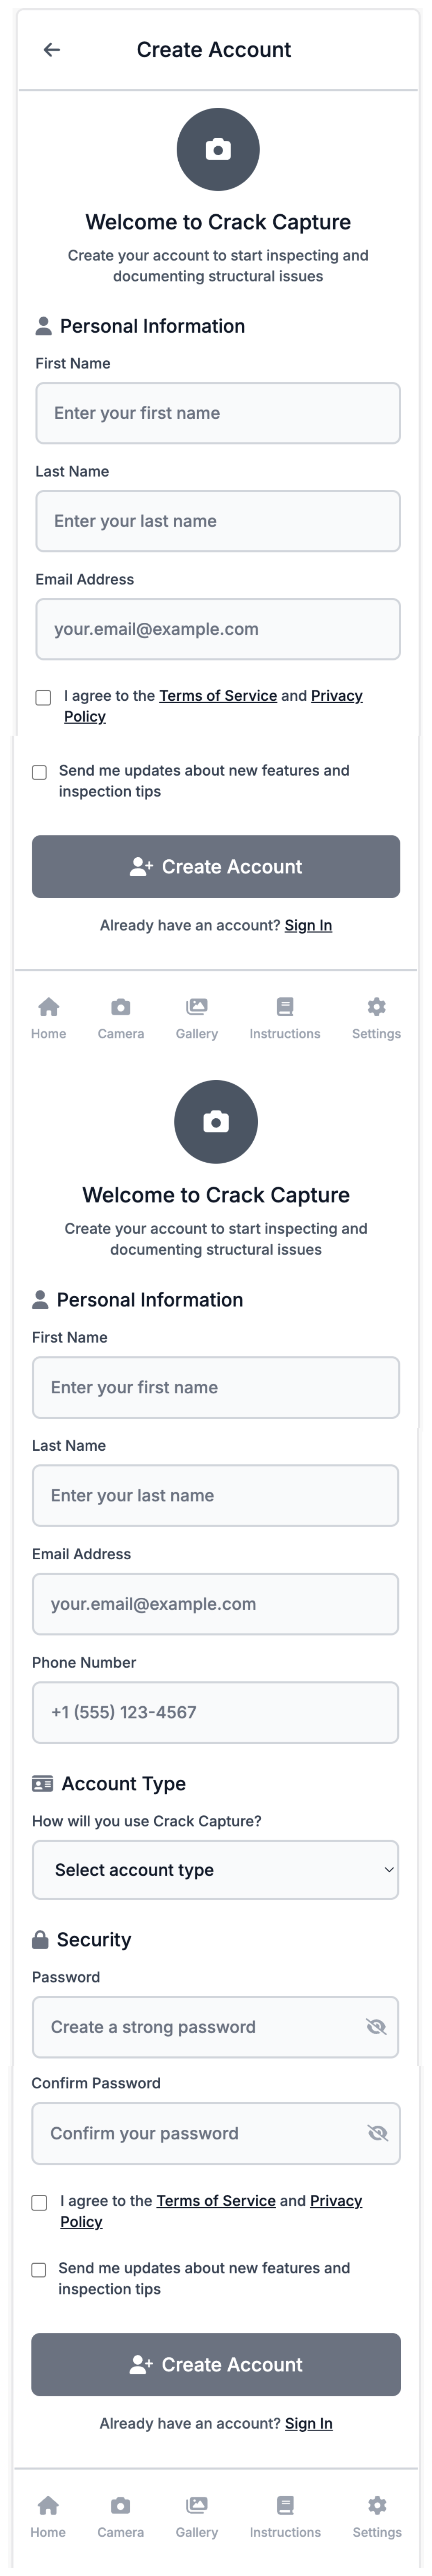 Create Account
Welcome to Crack Capture
Create your account to start inspecting and
documenting structural issues
Personal Information
First Name
Enter your first name
Last Name
Enter your last name
Email Address
your.email@example.com
I agree to the Terms of Service and Privacy
Policy
Send me updates about new features and
inspection tips
Create Account
Already have an account? Sign In
Home Camera Gallery Instructions Settings
Welcome to Crack Capture
Create your account to start inspecting and
documenting structural issues
Personal Information
First Name
Enter your first name
Last Name
Enter your last name
Email Address
your.email@example.com
Phone Number
+1 (555) 123-4567
Account Type
How will you use Crack Capture?
Select account type
Security
Password
Create a strong password
Confirm Password
Confirm your password
I agree to the Terms of Service and Privacy
Policy
Send me updates about new features and
inspection tips
Create Account
Already have an account? Sign In
Home Camera Gallery Instructions Settings